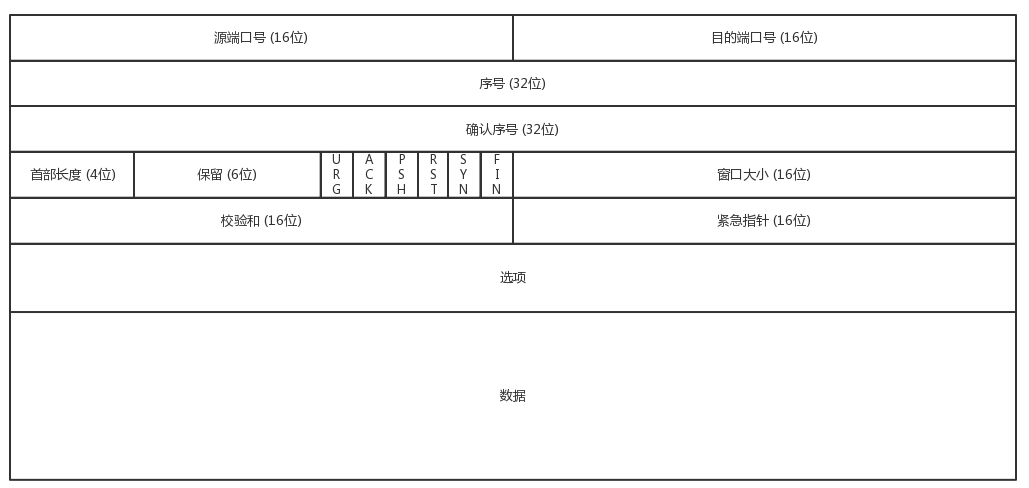 源端口号 (16位) 目的端口号 (16位)
序号 (32位)
确认序号 (32位)
首部长度 (4位) 保留 (6位) URG ACK PSH RST SYN FIN 窗口大小 (16位)
校验和 (16位) 紧急指针 (16位)
选项
数据